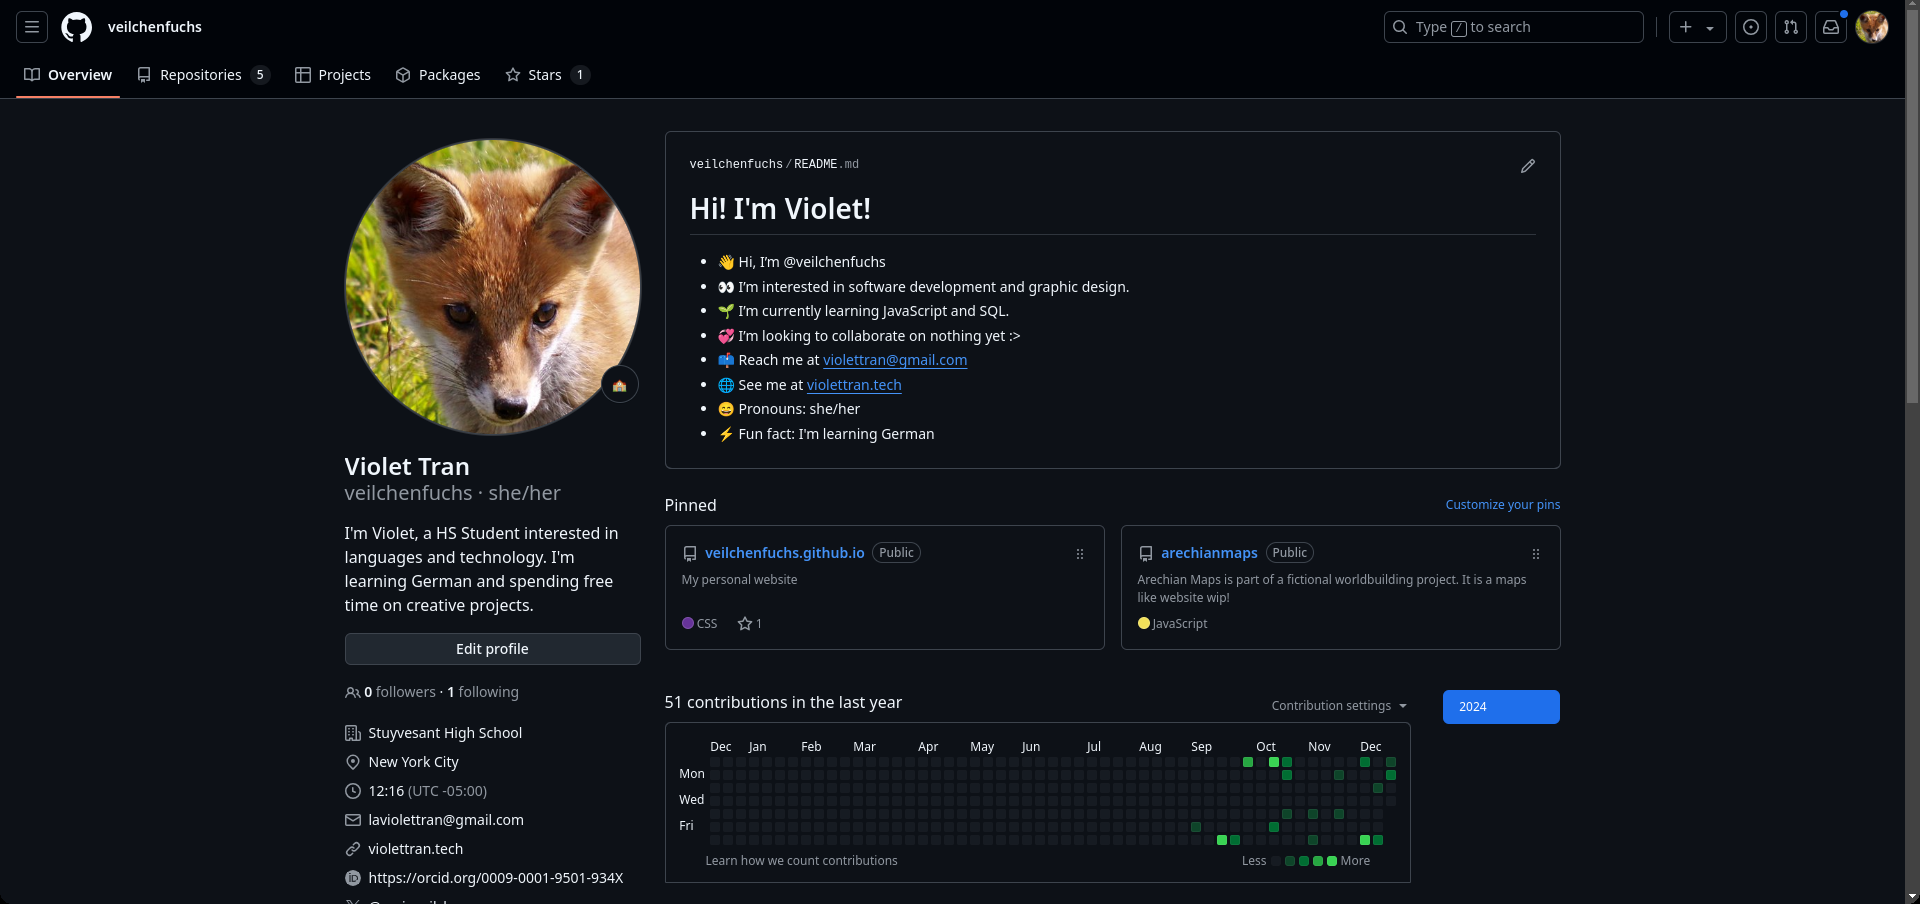 veilchenfuchs
Type / to search
Overview
Repositories 5
Projects
Packages
Stars 1
Violet Tran
veilchenfuchs · she/her
I'm Violet, a HS Student interested in
languages and technology. I'm
learning German and spending free
time on creative projects.
Edit profile
0 followers · 1 following
Stuyvesant High School
New York City
12:16 (UTC -05:00)
laviolettran@gmail.com
violettran.tech
https://orcid.org/0009-0001-9501-934X
veilchenfuchs/README.md
Hi! I'm Violet!
👋 Hi, I’m @veilchenfuchs
👀 I’m interested in software development and graphic design.
🌱 I’m currently learning JavaScript and SQL.
💞️ I’m looking to collaborate on nothing yet :>
📫 Reach me at violettran@gmail.com
🌐 See me at violettran.tech
😄 Pronouns: she/her
⚡ Fun fact: I'm learning German
Pinned
Customize your pins
veilchenfuchs.github.io Public
My personal website
CSS 1
arechianmaps Public
Arechian Maps is part of a fictional worldbuilding project. It is a maps
like website wip!
JavaScript
51 contributions in the last year
Contribution settings
2024
Dec Jan Feb Mar Apr May Jun Jul Aug Sep Oct Nov Dec
Mon
Wed
Fri
Learn how we count contributions
Less More